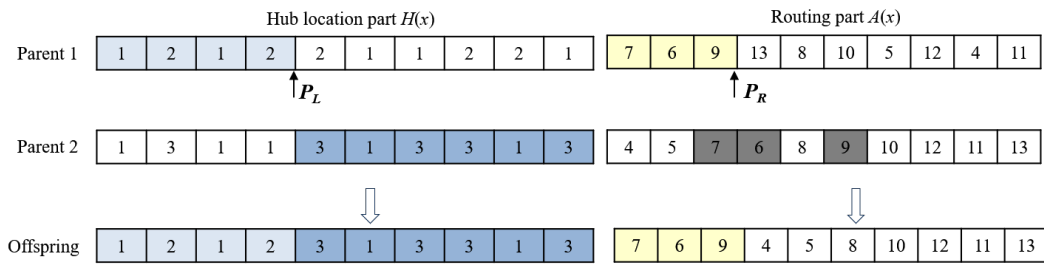 Hub location part H(x) Routing part A(x)
Parent 1 1 2 1 2 2 1 1 2 2 1 7 6 9 13 8 10 5 12 4 11
P_L P_R
Parent 2 1 3 1 1 3 1 3 3 1 3 4 5 7 6 8 9 10 12 11 13
Offspring 1 2 1 2 3 1 3 3 1 3 7 6 9 4 5 8 10 12 11 13